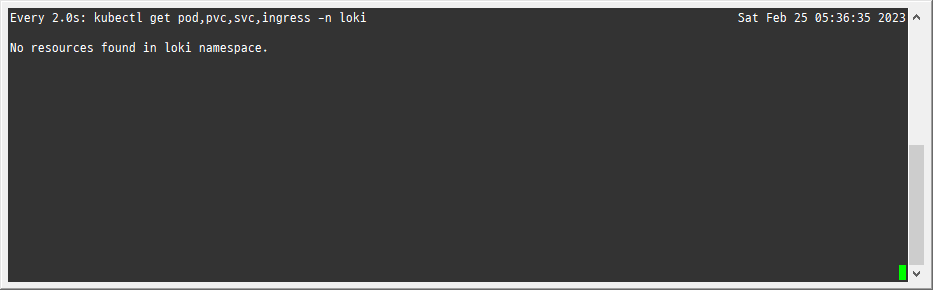 Every 2.0s: kubectl get pod,pvc,svc,ingress -n loki Sat Feb 25 05:36:35 2023
No resources found in loki namespace.